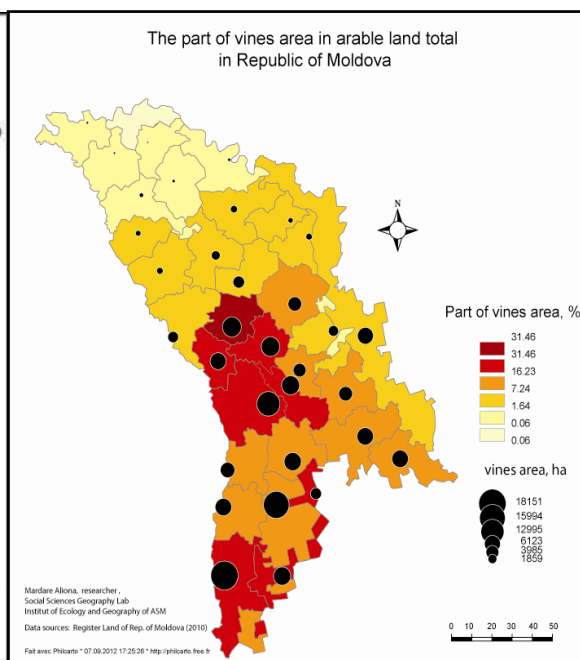 The part of vines area in arable land total
in Republic of Moldova
N
Part of vines area, %
31.46
31.46
16.23
7.24
1.64
0.06
0.06
vines area, ha
18151
15994
12995
6123
3985
1859
Mardare Aliona, researcher,
Social Sciences Geography Lab
Institut of Ecology and Geography of ASM
Data sources: Register Land of Rep. of Moldova (2010)
Fait avec Philcarto * 07.09.2012 17:25:26 * http://philcarto.free.fr
0 10 20 30 40 50